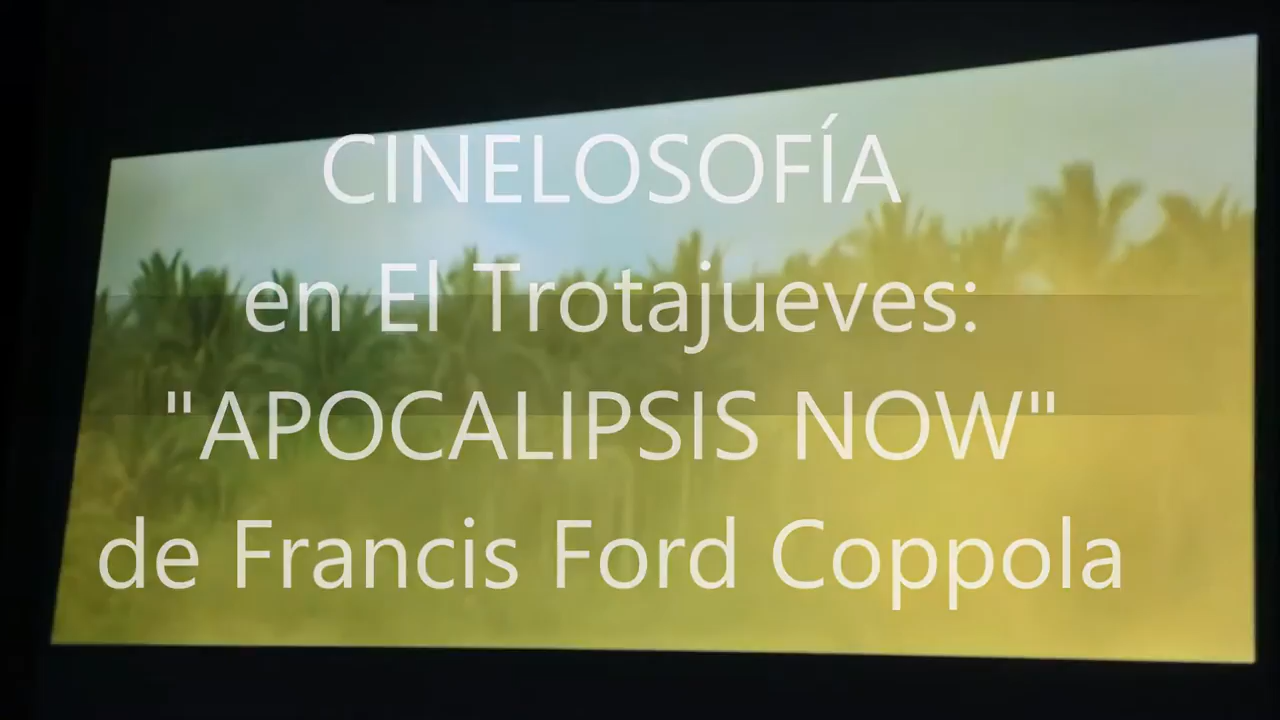 CINELOSOFÍA
en El Trotajueves:
"APOCALIPSIS NOW"
de Francis Ford Coppola